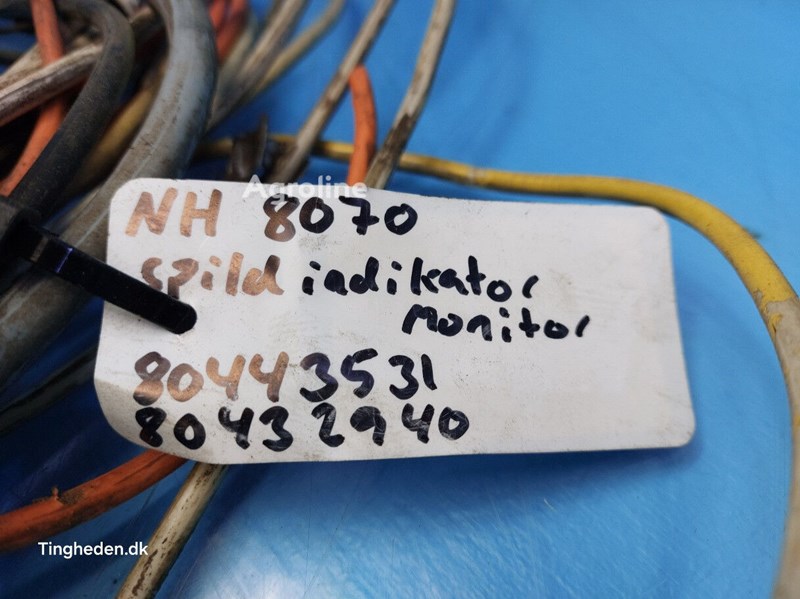 Agroline
NH 8070
spild indikator
monitor
80443531
80432940
Tingheden.dk